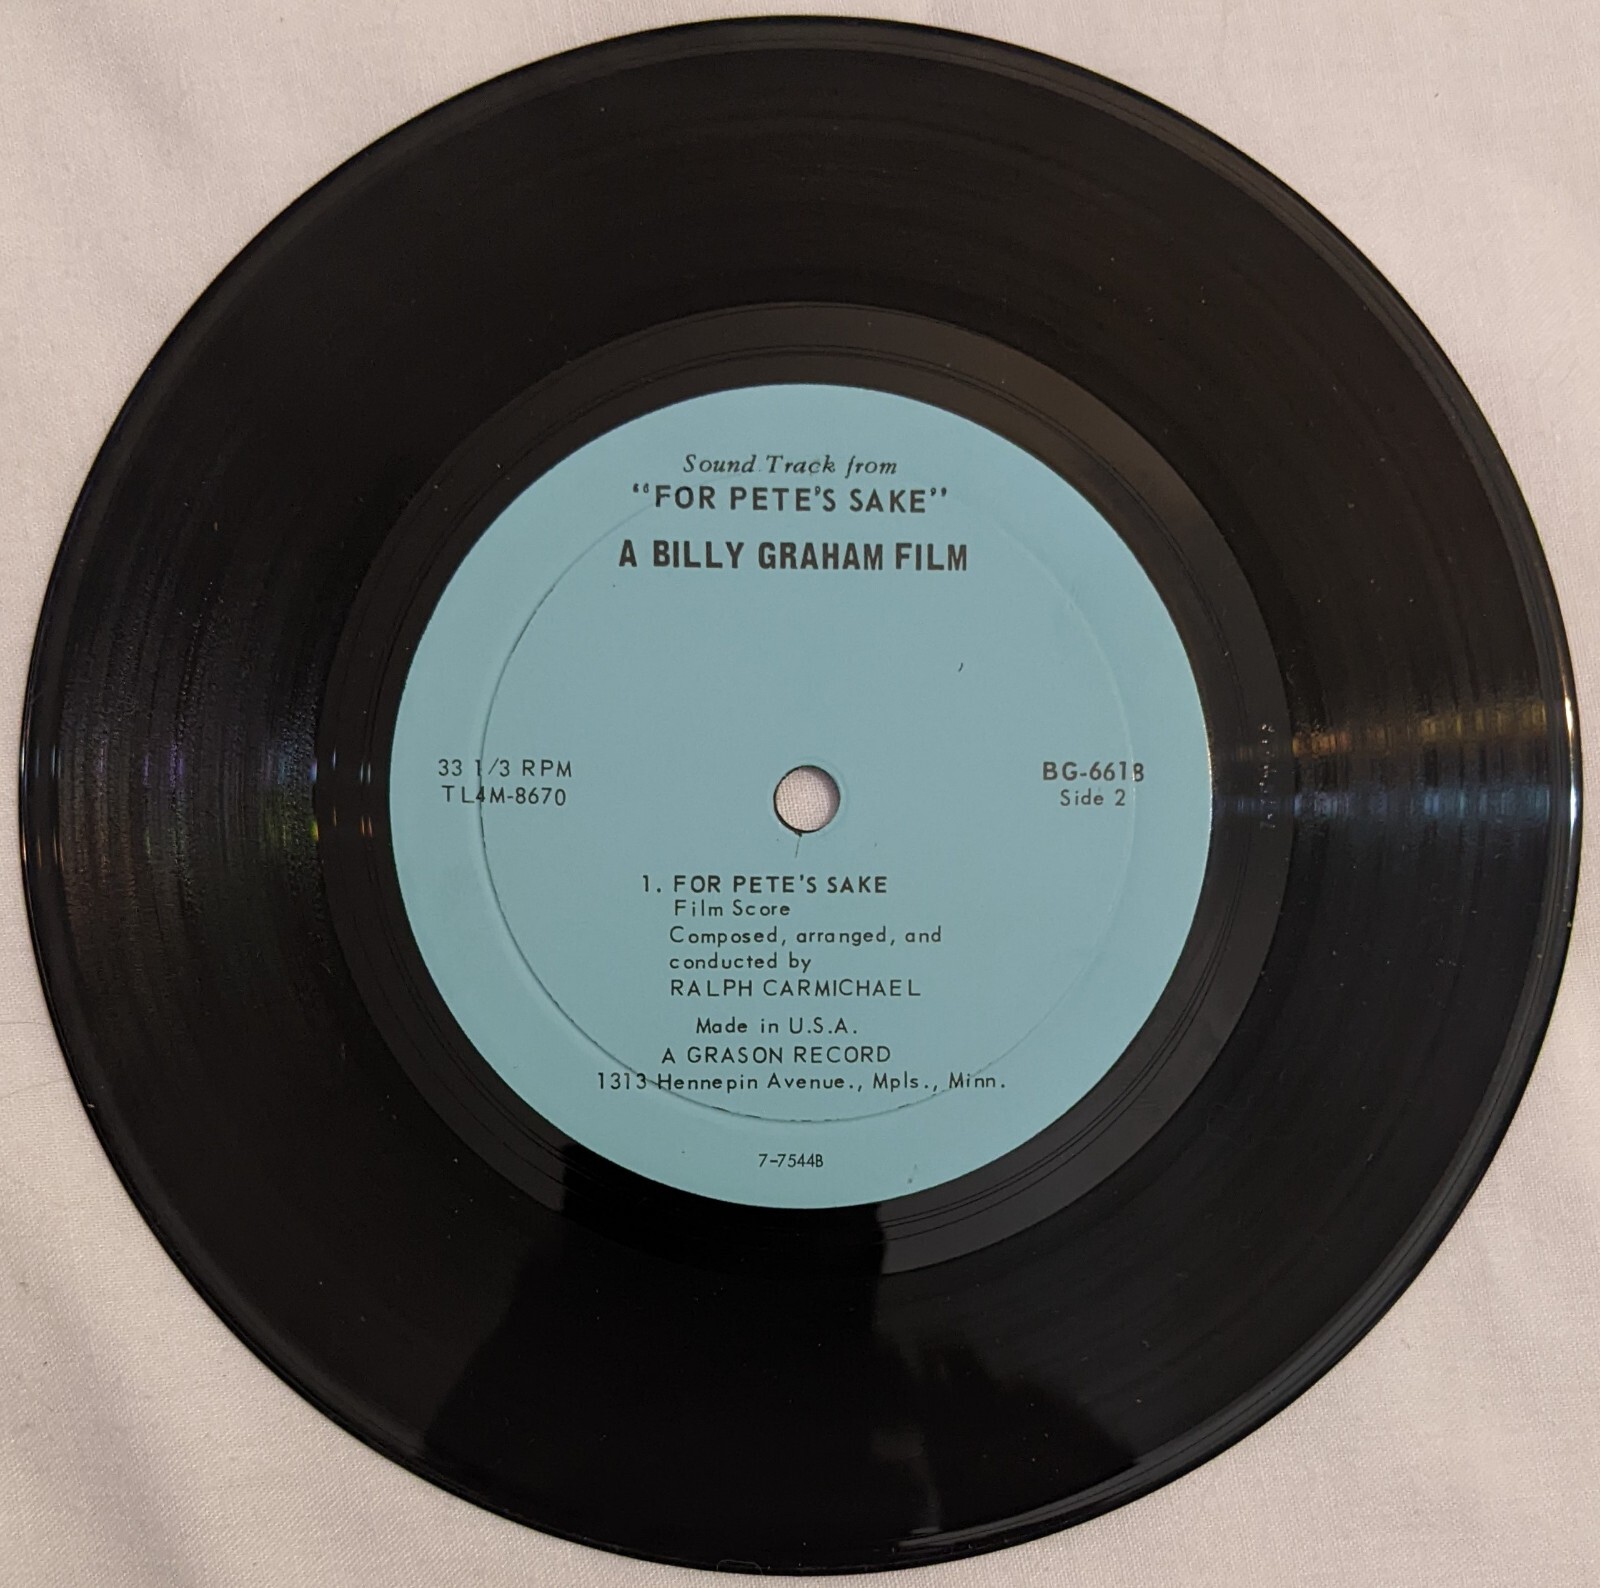 Sound Track from
"FOR PETE'S SAKE"
A BILLY GRAHAM FILM
33 1/3 RPM
TL4M-8670
BG-6618
Side 2
1. FOR PETE'S SAKE
Film Score
Composed, arranged, and
conducted by
RALPH CARMICHAEL
Made in U.S.A.
A GRASON RECORD
1313 Hennepin Avenue., Mpls., Minn.
7-7544B